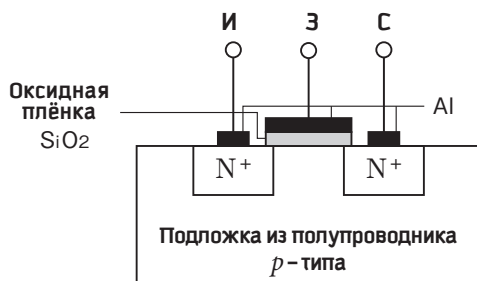 И З С
Оксидная
плёнка
SiO2
Al
N+ N+
Подложка из полупроводника
p-типа